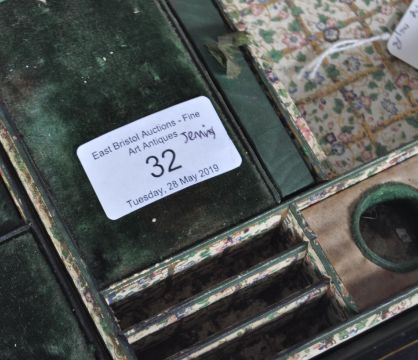 East Bristol Auctions - Fine
Art Antiques Jenny
32
Tuesday, 28 May 2019